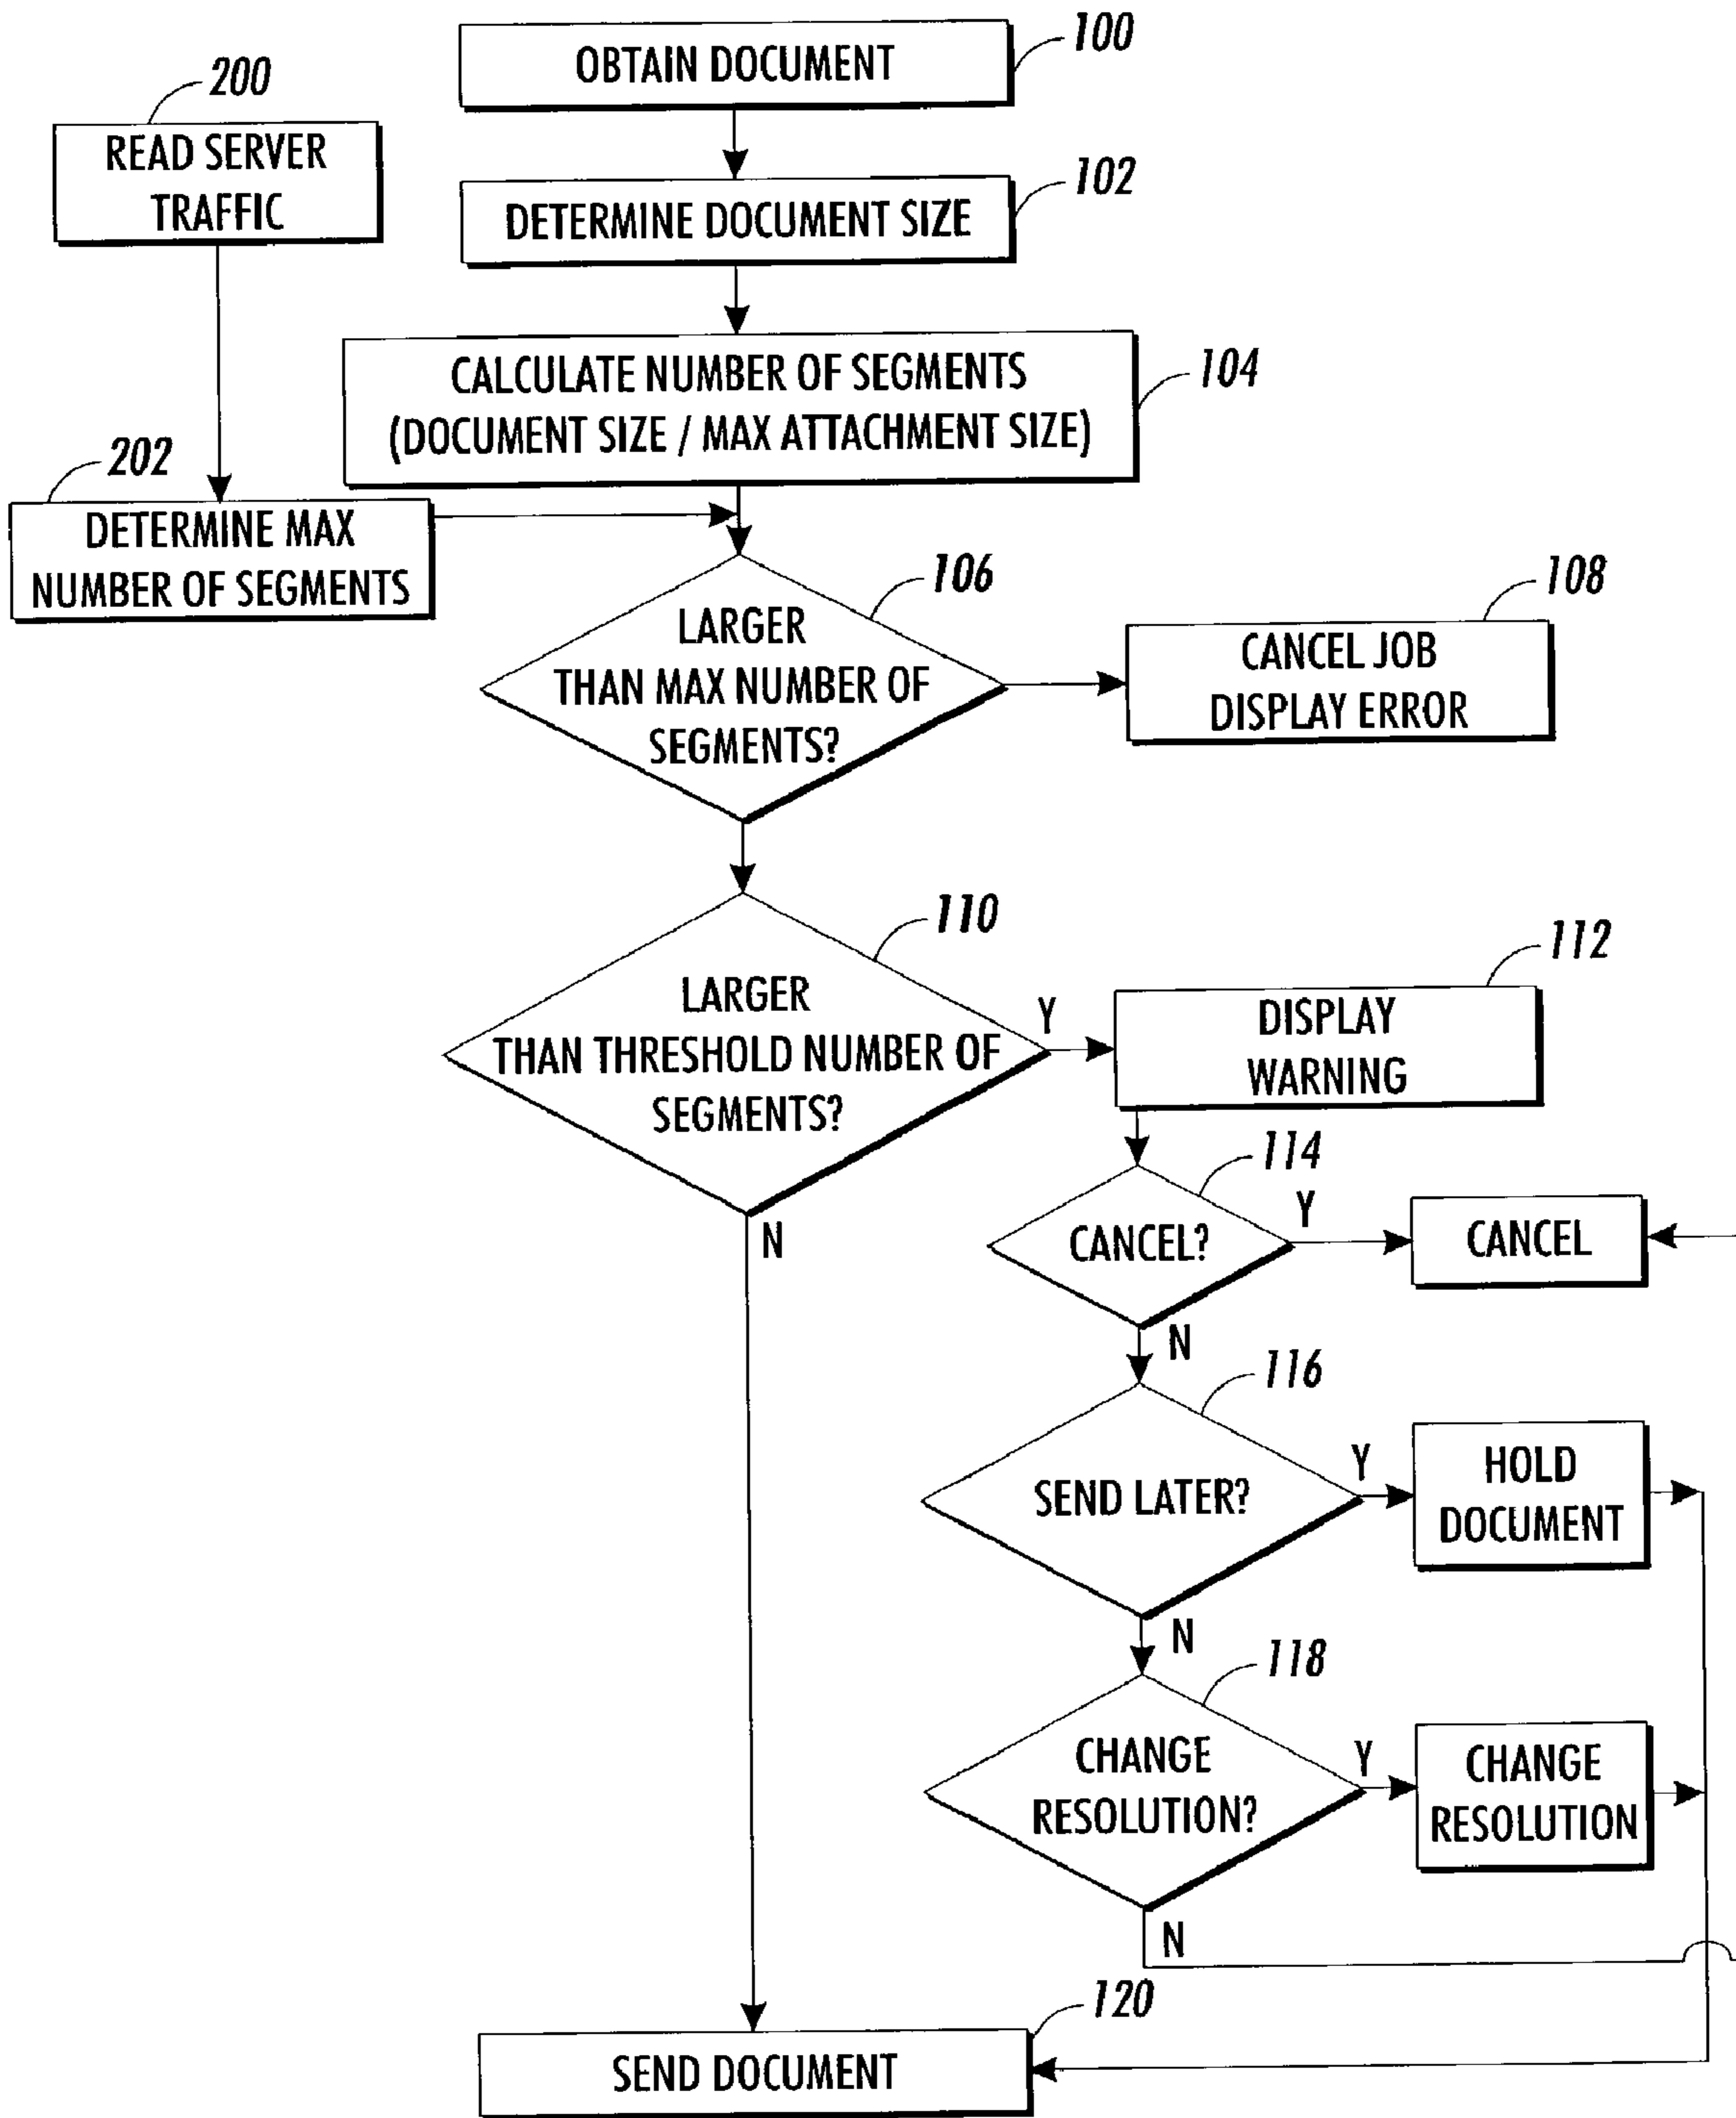 100
OBTAIN DOCUMENT
200
READ SERVER
TRAFFIC
102
DETERMINE DOCUMENT SIZE
104
CALCULATE NUMBER OF SEGMENTS
(DOCUMENT SIZE / MAX ATTACHMENT SIZE)
202
DETERMINE MAX
NUMBER OF SEGMENTS
106
LARGER
THAN MAX NUMBER OF
SEGMENTS?
108
CANCEL JOB
DISPLAY ERROR
110
LARGER
THAN THRESHOLD NUMBER OF
SEGMENTS?
Y
N
112
DISPLAY
WARNING
114
CANCEL?
Y
CANCEL
N
116
SEND LATER?
Y
HOLD
DOCUMENT
N
118
CHANGE
RESOLUTION?
Y
CHANGE
RESOLUTION
N
120
SEND DOCUMENT